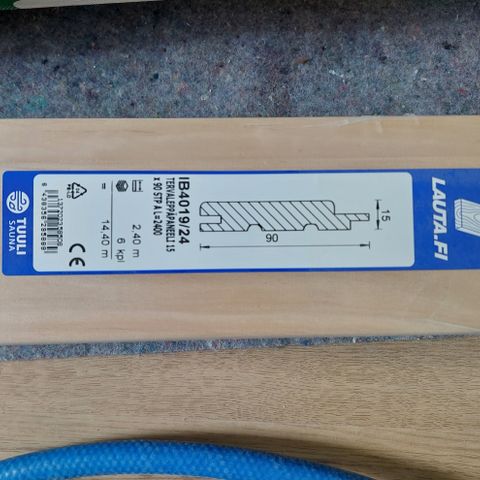 LAUTA.FI
15
90
IB4019/24
TERVALEPPÄPANEELI 15
x 90 STP A L=2400
2,40 m
6 kpl
= 14,40 m
CE
TUULI
SAUNA